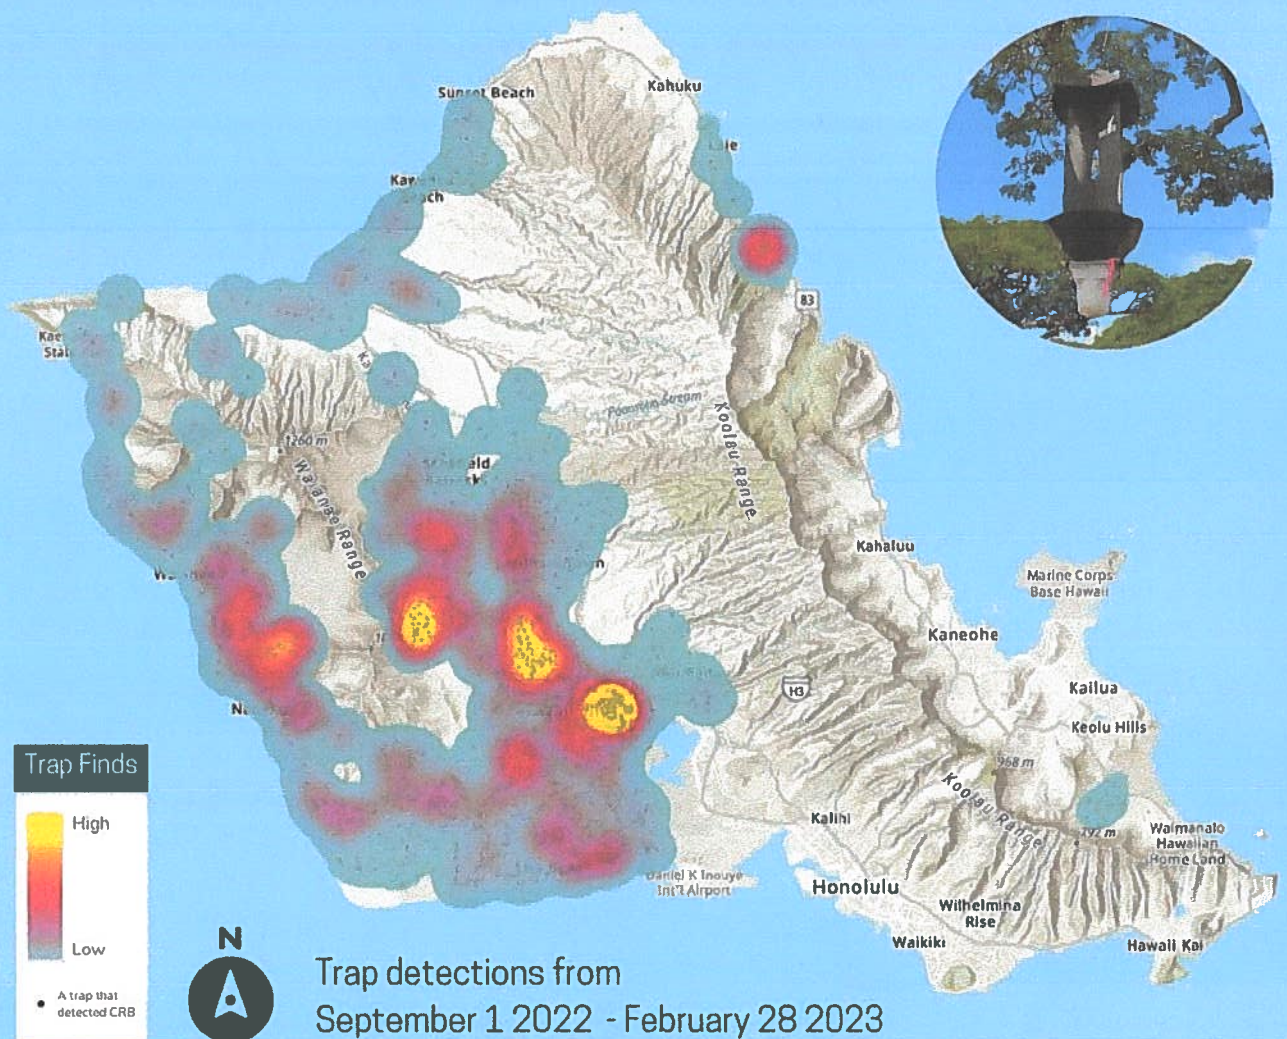 Sunset Beach
Kahuku
83
1260 m
Waianae Range
Koolau Range
Kahaluu
Marine Corps
Base Hawaii
Kaneohe
H3
Kailua
Keolu Hills
968 m
Koolau Range
792 m
Waimanalo
Hawaiian
Home Land
Kalihi
Daniel K Inouye
Int'l Airport
Honolulu
Wilhelmina
Rise
Waikiki
Hawaii Kai
Trap Finds
High
Low
A trap that
detected CRB
N
Trap detections from
September 1 2022 - February 28 2023